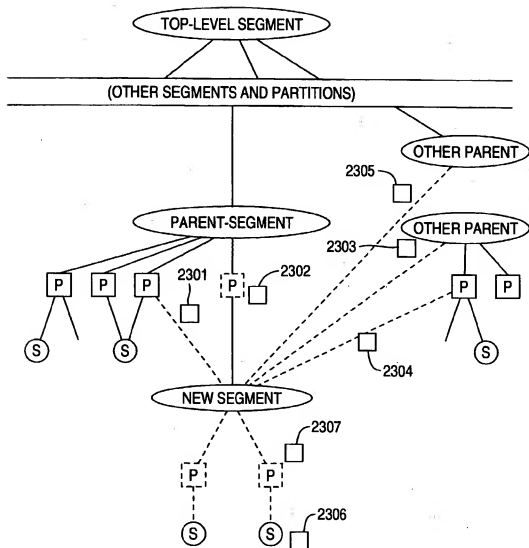 TOP-LEVEL SEGMENT
(OTHER SEGMENTS AND PARTITIONS)
OTHER PARENT
2305
PARENT-SEGMENT
2303
OTHER PARENT
2301
2302
P
P
P
P
P
P
2304
S
S
S
NEW SEGMENT
2307
P
P
S
S
2306